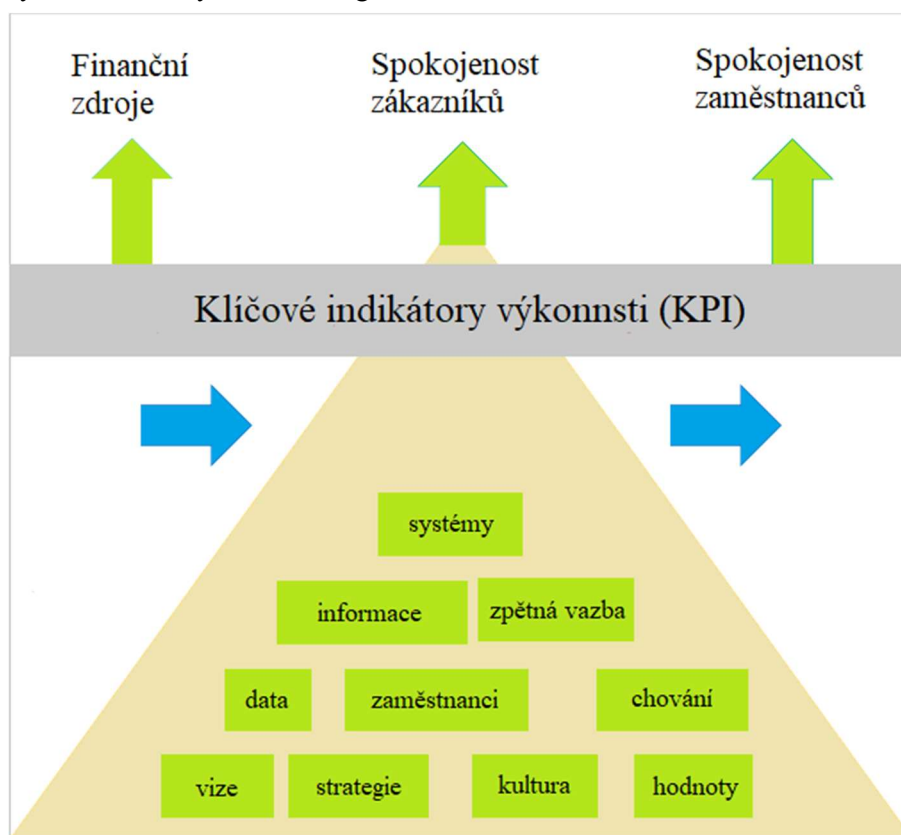 Finanční
zdroje
Spokojenost
zákazníků
Spokojenost
zaměstnanců
Klíčové indikátory výkonnsti (KPI)
systémy
informace
zpětná vazba
data
zaměstnanci
chování
vize
strategie
kultura
hodnoty